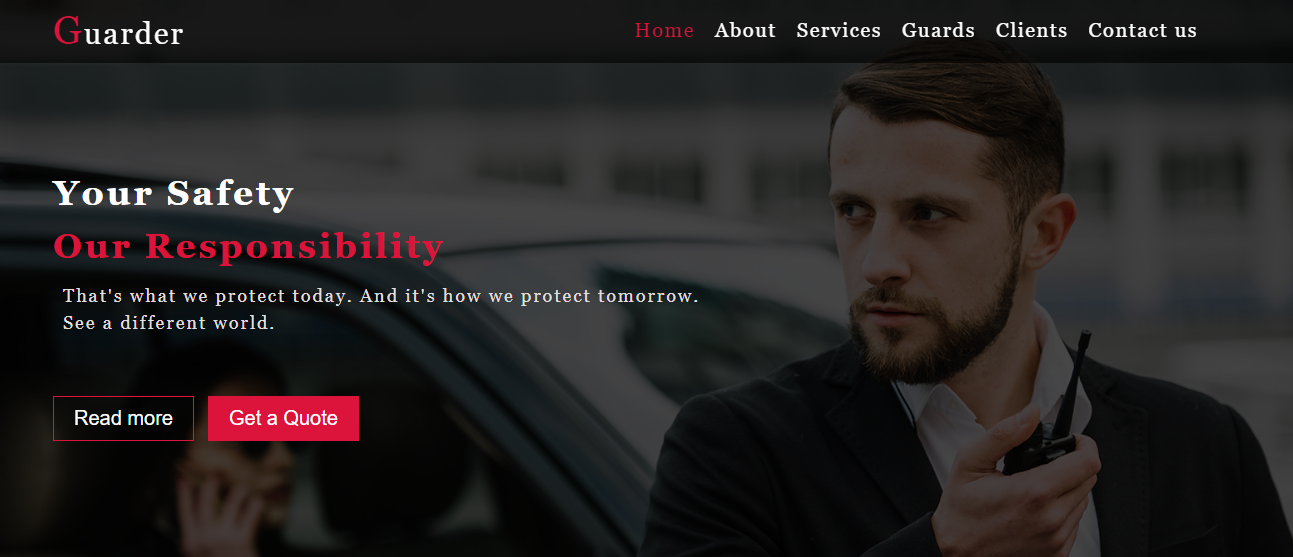 Guarder
Home About Services Guards Clients Contact us
Your Safety
Our Responsibility
That's what we protect today. And it's how we protect tomorrow.
See a different world.
Read more Get a Quote